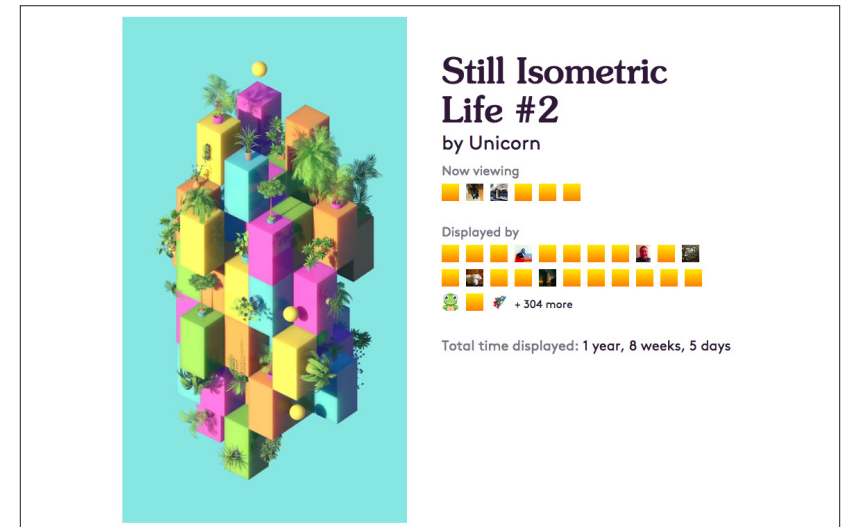 Still Isometric
Life #2
by Unicorn
Now viewing
Displayed by
+ 304 more
Total time displayed: 1 year, 8 weeks, 5 days